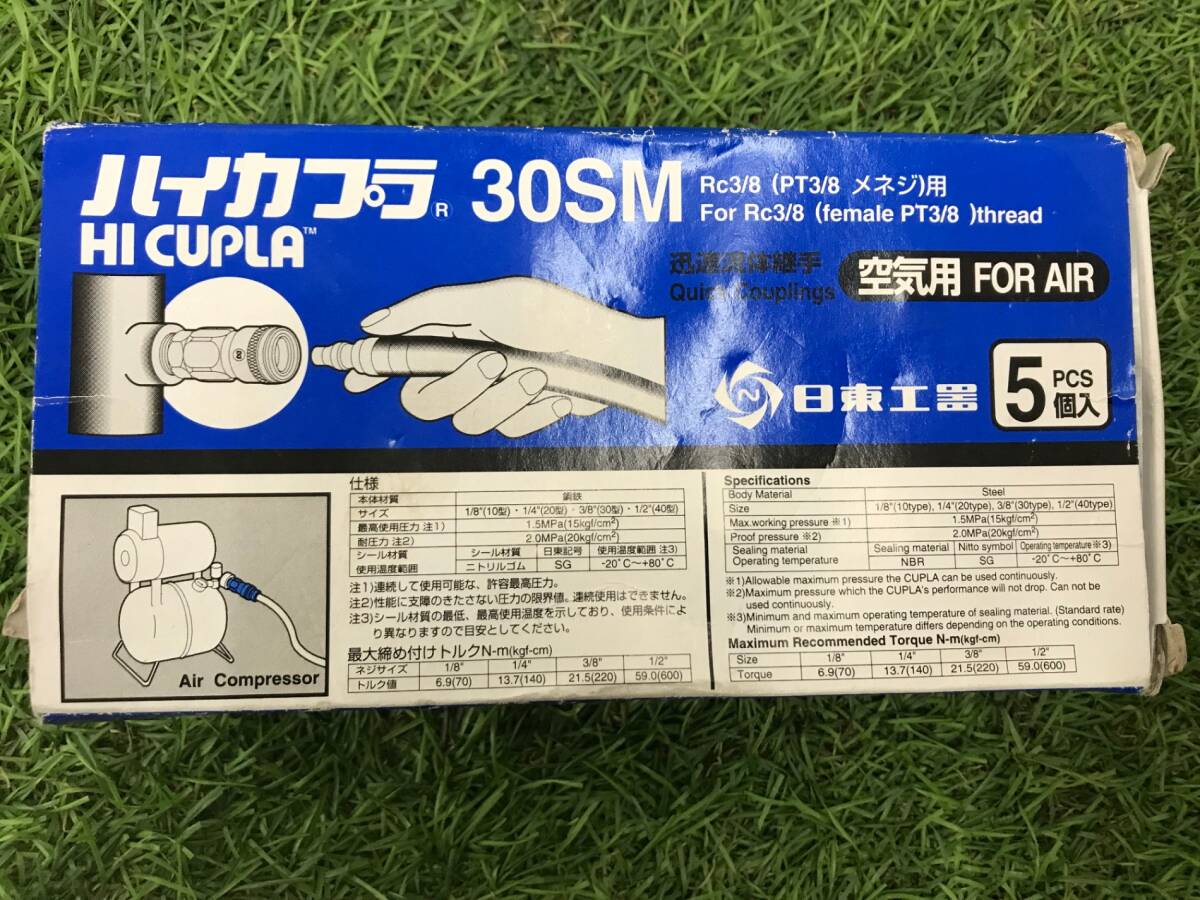 ハイカプラ® 30SM
HI CUPLA™
Rc3/8 (PT3/8 メネジ)用
For Rc3/8 (female PT3/8 )thread
迅速流体継手
Quick Couplings
空気用 FOR AIR
日東工器
5 PCS
個入
Air Compressor
仕様
本体材質 鋼鉄
サイズ 1/8"(10型)・1/4"(20型)・3/8"(30型)・1/2"(40型)
最高使用圧力 注1) 1.5MPa(15kgf/cm²)
耐圧力 注2) 2.0MPa(20kgf/cm²)
シール材質 シール材質 日東記号 使用温度範囲 注3)
使用温度範囲 ニトリルゴム SG -20˚C~+80˚C
注1)連続して使用可能な、許容最高圧力。
注2)性能に支障のきたさない圧力の限界値。連続使用はできません。
注3)シール材質の最低、最高使用温度を示しており、使用条件によ
り異なりますので目安としてください。
最大締め付けトルクN-m(kgf-cm)
ネジサイズ 1/8" 1/4" 3/8" 1/2"
トルク値 6.9(70) 13.7(140) 21.5(220) 59.0(600)
Specifications
Body Material Steel
Size 1/8"(10type), 1/4"(20type), 3/8"(30type), 1/2"(40type)
Max.working pressure ※1) 1.5MPa(15kgf/cm²)
Proof pressure ※2) 2.0MPa(20kgf/cm²)
Sealing material Sealing material Nitto symbol Operating temperature※3)
Operating temperature NBR SG -20˚C~+80˚C
※1)Allowable maximum pressure the CUPLA can be used continuously.
※2)Maximum pressure which the CUPLA's performance will not drop. Can not be
used continuously.
※3)Minimum and maximum operating temperature of sealing material. (Standard rate)
Minimum or maximum temperature differs depending on the operating conditions.
Maximum Recommended Torque N-m(kgf-cm)
Size 1/8" 1/4" 3/8" 1/2"
Torque 6.9(70) 13.7(140) 21.5(220) 59.0(600)